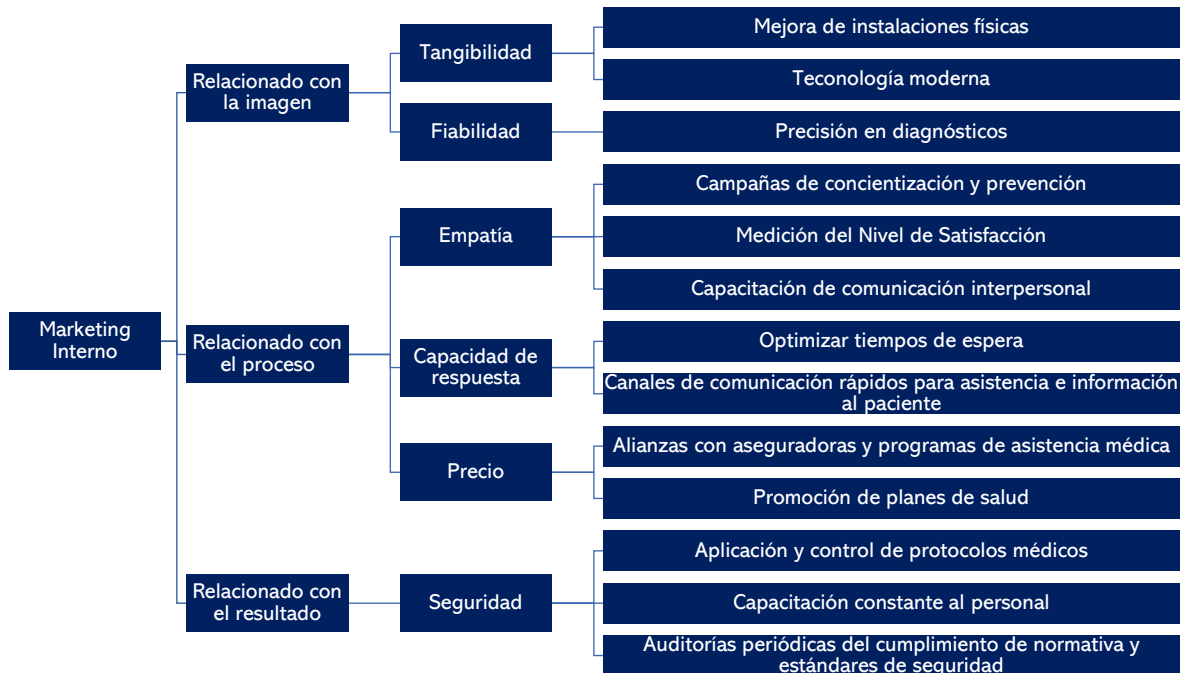 Marketing
Interno
Relacionado con
la imagen
Tangibilidad
Mejora de instalaciones físicas
Teconología moderna
Fiabilidad
Precisión en diagnósticos
Relacionado con
el proceso
Empatía
Campañas de concientización y prevención
Medición del Nivel de Satisfacción
Capacitación de comunicación interpersonal
Capacidad de
respuesta
Optimizar tiempos de espera
Canales de comunicación rápidos para asistencia e información
al paciente
Precio
Alianzas con aseguradoras y programas de asistencia médica
Promoción de planes de salud
Relacionado con
el resultado
Seguridad
Aplicación y control de protocolos médicos
Capacitación constante al personal
Auditorías periódicas del cumplimiento de normativa y
estándares de seguridad